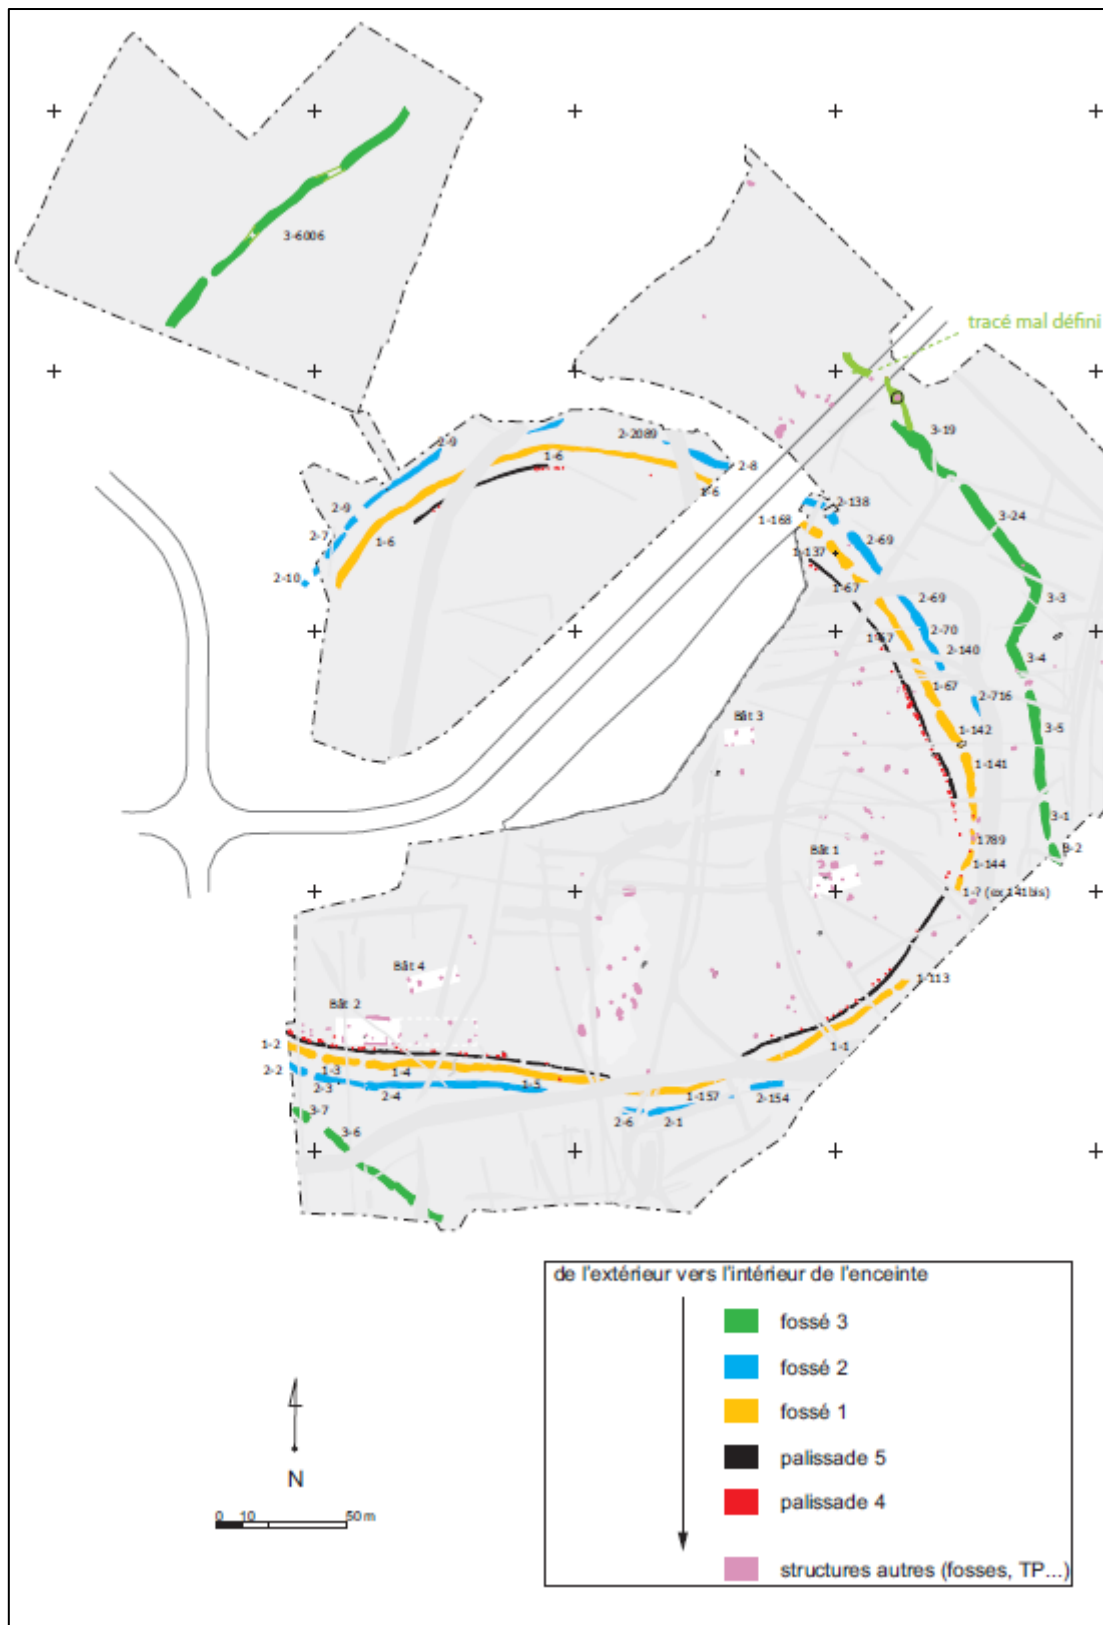 3-6006
tracé mal défini
3-19
2-9
2-2089
1-6
2-8
1-6
2-9
2-7
1-6
2-10
2-138
1-168
3-24
2-69
1-137
1-67
2-69
3-3
2-70
1-67
2-140
3-4
1-67
2-716
Bât 3
1-142
3-5
1-141
3-1
1789
B-2
Bât 1
1-144
1-? (ex 141bis)
Bât 4
1-113
Bât 2
1-2
1-1
2-2
1-3
1-4
1-5
2-3
2-4
1-157
2-154
3-7
2-6
2-1
3-6
de l'extérieur vers l'intérieur de l'enceinte
fossé 3
fossé 2
fossé 1
palissade 5
palissade 4
structures autres (fosses, TP...)
N
0 10 50 m